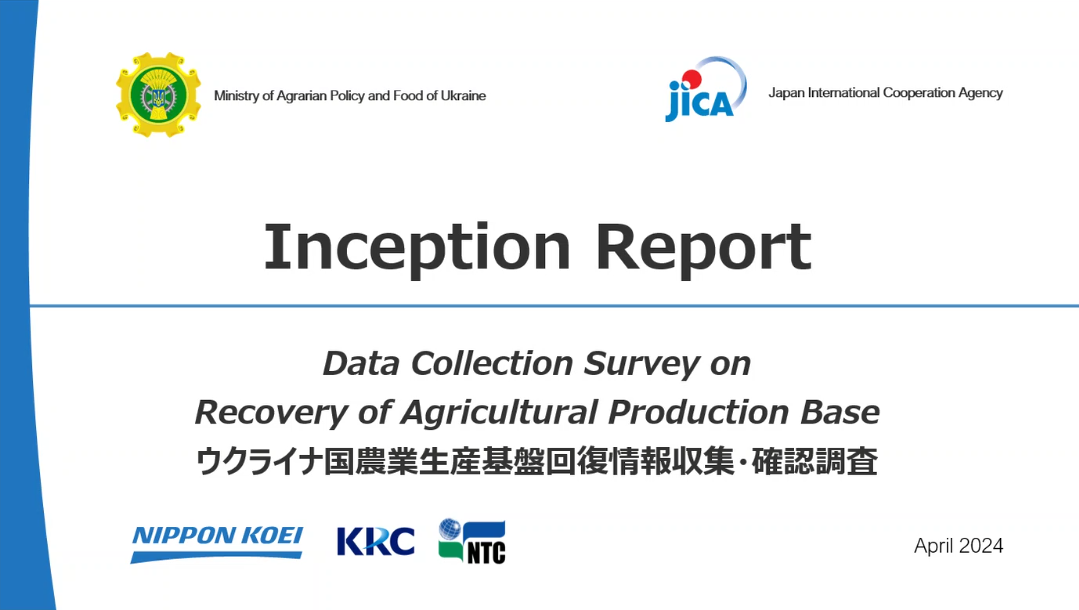 Ministry of Agrarian Policy and Food of Ukraine
jICA
Japan International Cooperation Agency
Inception Report
Data Collection Survey on
Recovery of Agricultural Production Base
ウクライナ国農業生産基盤回復情報収集・確認調査
NIPPON KOEI
KRC
NTC
April 2024